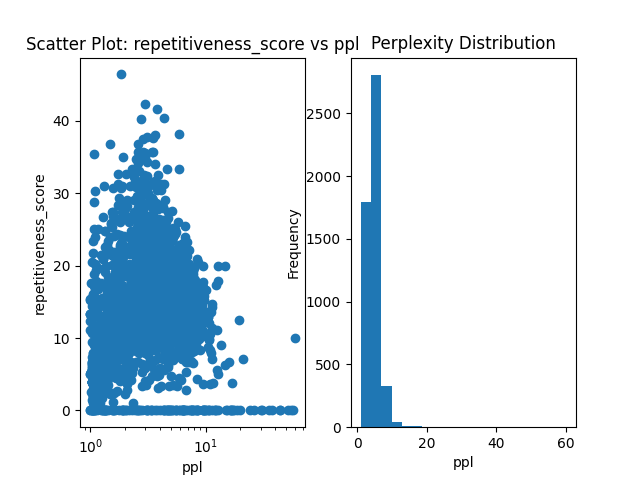 Scatter Plot: repetitiveness_score vs ppl
repetitiveness_score
40
30
20
10
0
10⁰
10¹
ppl
Perplexity Distribution
Frequency
2500
2000
1500
1000
500
0
0
20
40
60
ppl